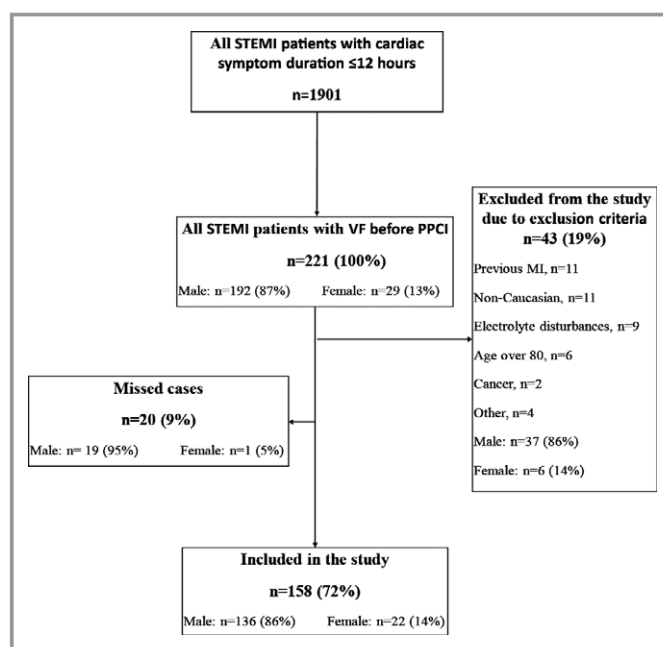 All STEMI patients with cardiac
symptom duration ≤12 hours
n=1901
All STEMI patients with VF before PPCI
n=221 (100%)
Male: n=192 (87%) Female: n=29 (13%)
Excluded from the study
due to exclusion criteria
n=43 (19%)
Previous MI, n=11
Non-Caucasian, n=11
Electrolyte disturbances, n=9
Age over 80, n=6
Cancer, n=2
Other, n=4
Male: n=37 (86%)
Female: n=6 (14%)
Missed cases
n=20 (9%)
Male: n= 19 (95%) Female: n=1 (5%)
Included in the study
n=158 (72%)
Male: n=136 (86%) Female: n=22 (14%)